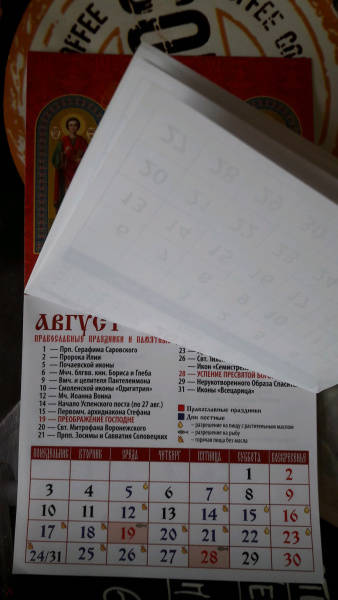 COFFEE
АВГУСТ
ПРАВОСЛАВНЫЕ ПРАЗДНИКИ И ПАМЯТНЫЕ
1 — Прп. Серафима Саровского
2 — Пророка Илии
5 — Почаевской иконы
6 — Мчч. блгвв. кнн. Бориса и Глеба
9 — Вмч. и целителя Пантелеимона
10 — Смоленской иконы «Одигитрия»
12 — Мч. Иоанна Воина
14 — Начало Успенского поста (по 27 авг.)
15 — Первомч. архидиакона Стефана
19 — ПРЕОБРАЖЕНИЕ ГОСПОДНЕ
20 — Свт. Митрофана Воронежского
21 — Прпп. Зосимы и Савватия Соловецких
26 — Свт. Тих
Икон «Семистрел
28 — УСПЕНИЕ ПРЕСВЯТОЙ БОГ
29 — Нерукотворенного Образа Спасит
31 — Иконы «Всецарица»
Православные праздники
Дни постные
– разрешение на пищу с растительным маслом
– разрешение на рыбу
– горячая пища без масла
ПОНЕДЕЛЬНИК ВТОРНИК СРЕДА ЧЕТВЕРГ ПЯТНИЦА СУББОТА ВОСКРЕСЕНЬЕ
1 2
3 4 5 6 7 8 9
10 11 12 13 14 15 16
17 18 19 20 21 22 23
24/31 25 26 27 28 29 30